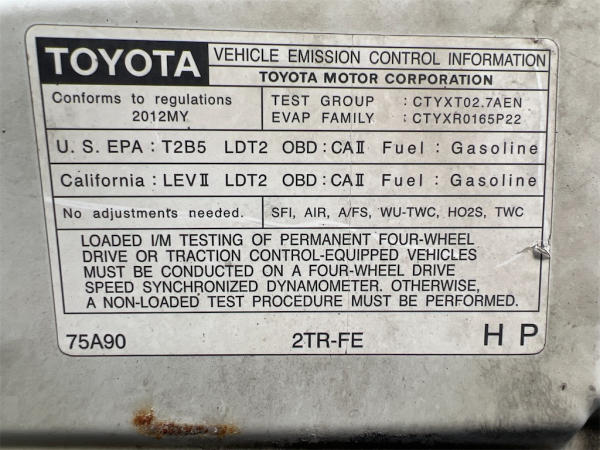 TOYOTA
VEHICLE EMISSION CONTROL INFORMATION
TOYOTA MOTOR CORPORATION
Conforms to regulations
2012MY
TEST GROUP : CTYXT02.7AEN
EVAP FAMILY : CTYXR0165P22
U. S. EPA : T2B5 LDT2 OBD : CAⅡ Fuel : Gasoline
California : LEVⅡ LDT2 OBD : CAⅡ Fuel : Gasoline
No adjustments needed.
SFI, AIR, A/FS, WU-TWC, HO2S, TWC
LOADED I/M TESTING OF PERMANENT FOUR-WHEEL
DRIVE OR TRACTION CONTROL-EQUIPPED VEHICLES
MUST BE CONDUCTED ON A FOUR-WHEEL DRIVE
SPEED SYNCHRONIZED DYNAMOMETER. OTHERWISE,
A NON-LOADED TEST PROCEDURE MUST BE PERFORMED.
75A90 2TR-FE H P